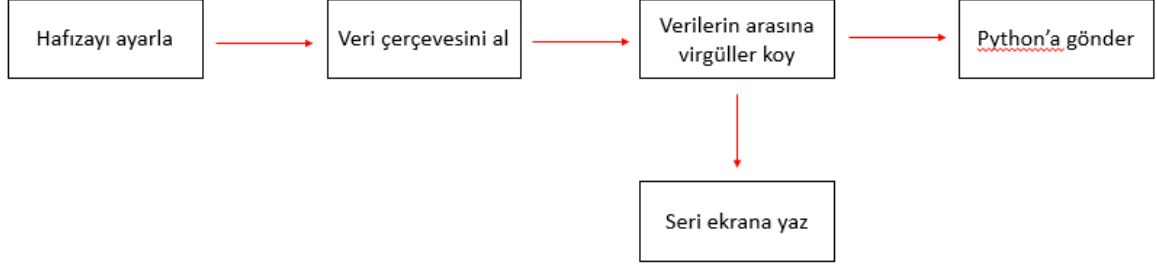 Hafızayı ayarla
Veri çerçevesini al
Verilerin arasına
virgüller koy
Python’a gönder
Seri ekrana yaz